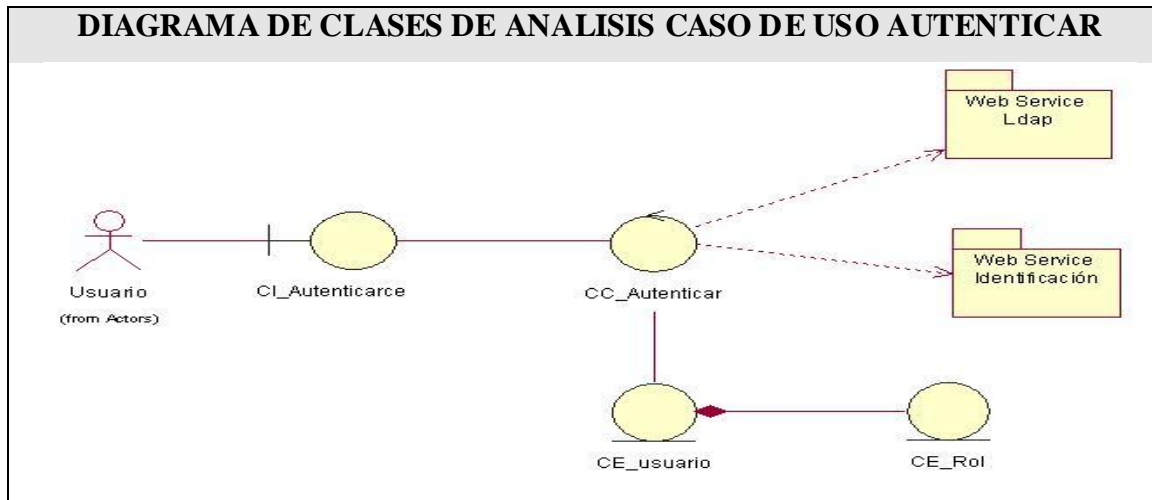 DIAGRAMA DE CLASES DE ANALISIS CASO DE USO AUTENTICAR
Web Service
Ldap
Web Service
Identificación
Usuario
(from Actors)
CI_Autenticarce
CC_Autenticar
CE_usuario
CE_Rol